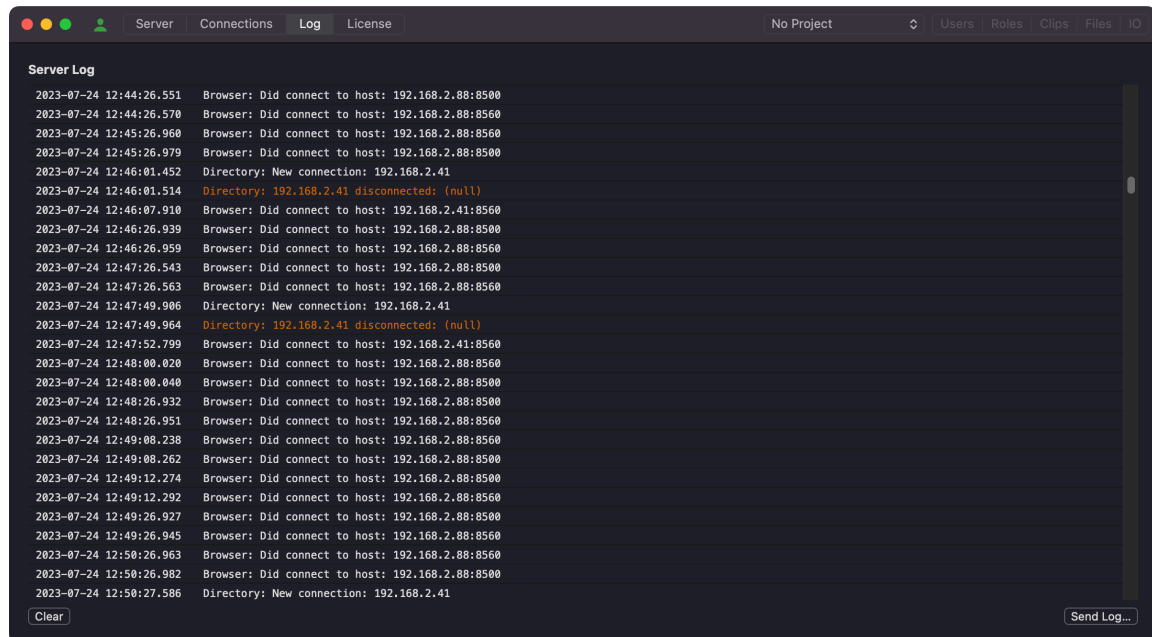 Server Connections Log License No Project Users Roles Clips Files IO
Server Log
2023-07-24 12:44:26.551 Browser: Did connect to host: 192.168.2.88:8500
2023-07-24 12:44:26.570 Browser: Did connect to host: 192.168.2.88:8560
2023-07-24 12:45:26.960 Browser: Did connect to host: 192.168.2.88:8560
2023-07-24 12:45:26.979 Browser: Did connect to host: 192.168.2.88:8500
2023-07-24 12:46:01.452 Directory: New connection: 192.168.2.41
2023-07-24 12:46:01.514 Directory: 192.168.2.41 disconnected: (null)
2023-07-24 12:46:07.910 Browser: Did connect to host: 192.168.2.41:8560
2023-07-24 12:46:26.939 Browser: Did connect to host: 192.168.2.88:8500
2023-07-24 12:46:26.959 Browser: Did connect to host: 192.168.2.88:8560
2023-07-24 12:47:26.543 Browser: Did connect to host: 192.168.2.88:8500
2023-07-24 12:47:26.563 Browser: Did connect to host: 192.168.2.88:8560
2023-07-24 12:47:49.906 Directory: New connection: 192.168.2.41
2023-07-24 12:47:49.964 Directory: 192.168.2.41 disconnected: (null)
2023-07-24 12:47:52.799 Browser: Did connect to host: 192.168.2.41:8560
2023-07-24 12:48:00.020 Browser: Did connect to host: 192.168.2.88:8560
2023-07-24 12:48:00.040 Browser: Did connect to host: 192.168.2.88:8500
2023-07-24 12:48:26.932 Browser: Did connect to host: 192.168.2.88:8500
2023-07-24 12:48:26.951 Browser: Did connect to host: 192.168.2.88:8560
2023-07-24 12:49:08.238 Browser: Did connect to host: 192.168.2.88:8560
2023-07-24 12:49:08.262 Browser: Did connect to host: 192.168.2.88:8500
2023-07-24 12:49:12.274 Browser: Did connect to host: 192.168.2.88:8500
2023-07-24 12:49:12.292 Browser: Did connect to host: 192.168.2.88:8560
2023-07-24 12:49:26.927 Browser: Did connect to host: 192.168.2.88:8500
2023-07-24 12:49:26.945 Browser: Did connect to host: 192.168.2.88:8560
2023-07-24 12:50:26.963 Browser: Did connect to host: 192.168.2.88:8560
2023-07-24 12:50:26.982 Browser: Did connect to host: 192.168.2.88:8500
2023-07-24 12:50:27.586 Directory: New connection: 192.168.2.41
Clear Send Log...